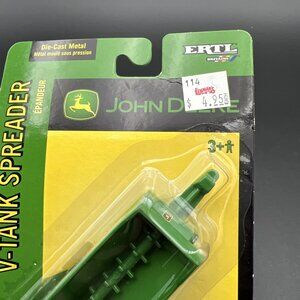 Die-Cast Metal
Métal moulé sous pression
ERTL
114
$ 4.95
JOHN DEERE
3+
V-TANK SPREADER
ÉPANDEUR